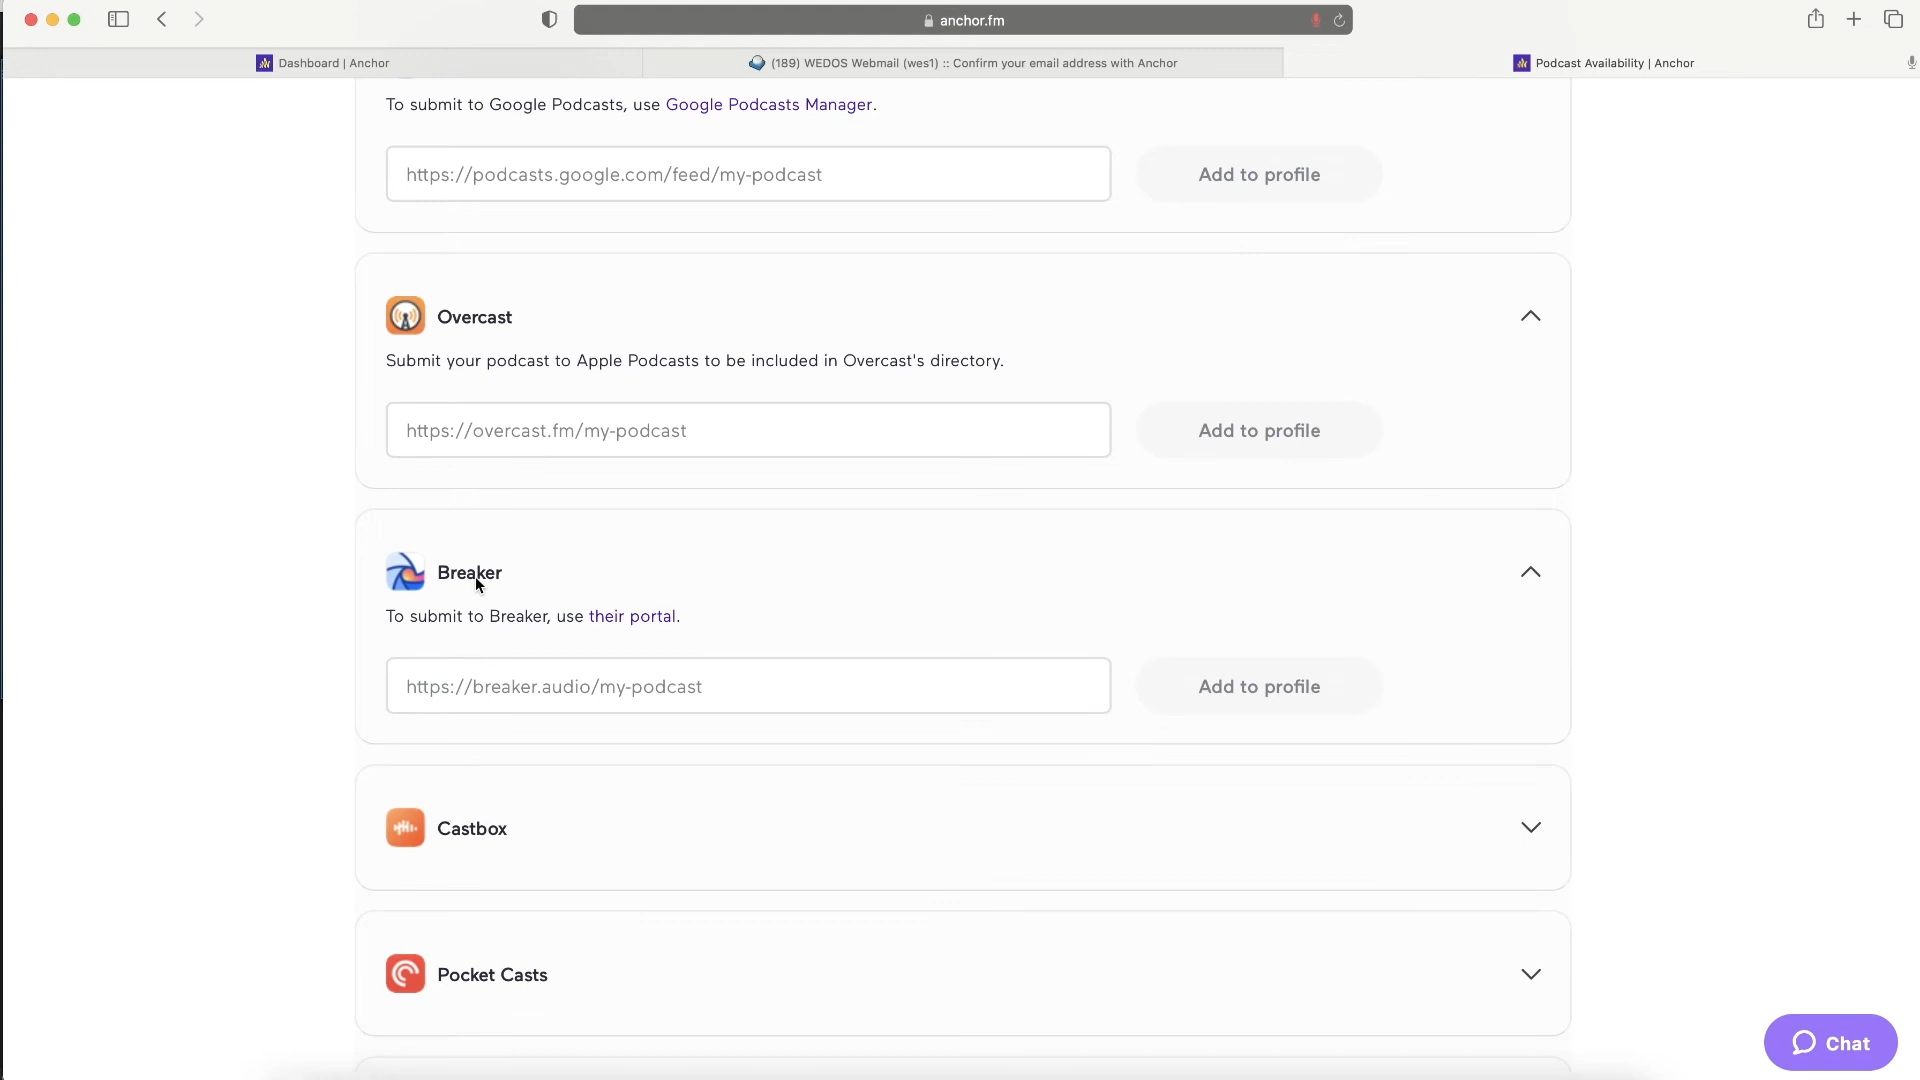 anchor.fm
Dashboard | Anchor
(189) WEDOS Webmail (wes1) :: Confirm your email address with Anchor
Podcast Availability | Anchor
To submit to Google Podcasts, use Google Podcasts Manager.
https://podcasts.google.com/feed/my-podcast
Add to profile
Overcast
Submit your podcast to Apple Podcasts to be included in Overcast's directory.
https://overcast.fm/my-podcast
Add to profile
Breaker
To submit to Breaker, use their portal.
https://breaker.audio/my-podcast
Add to profile
Castbox
Pocket Casts
Chat